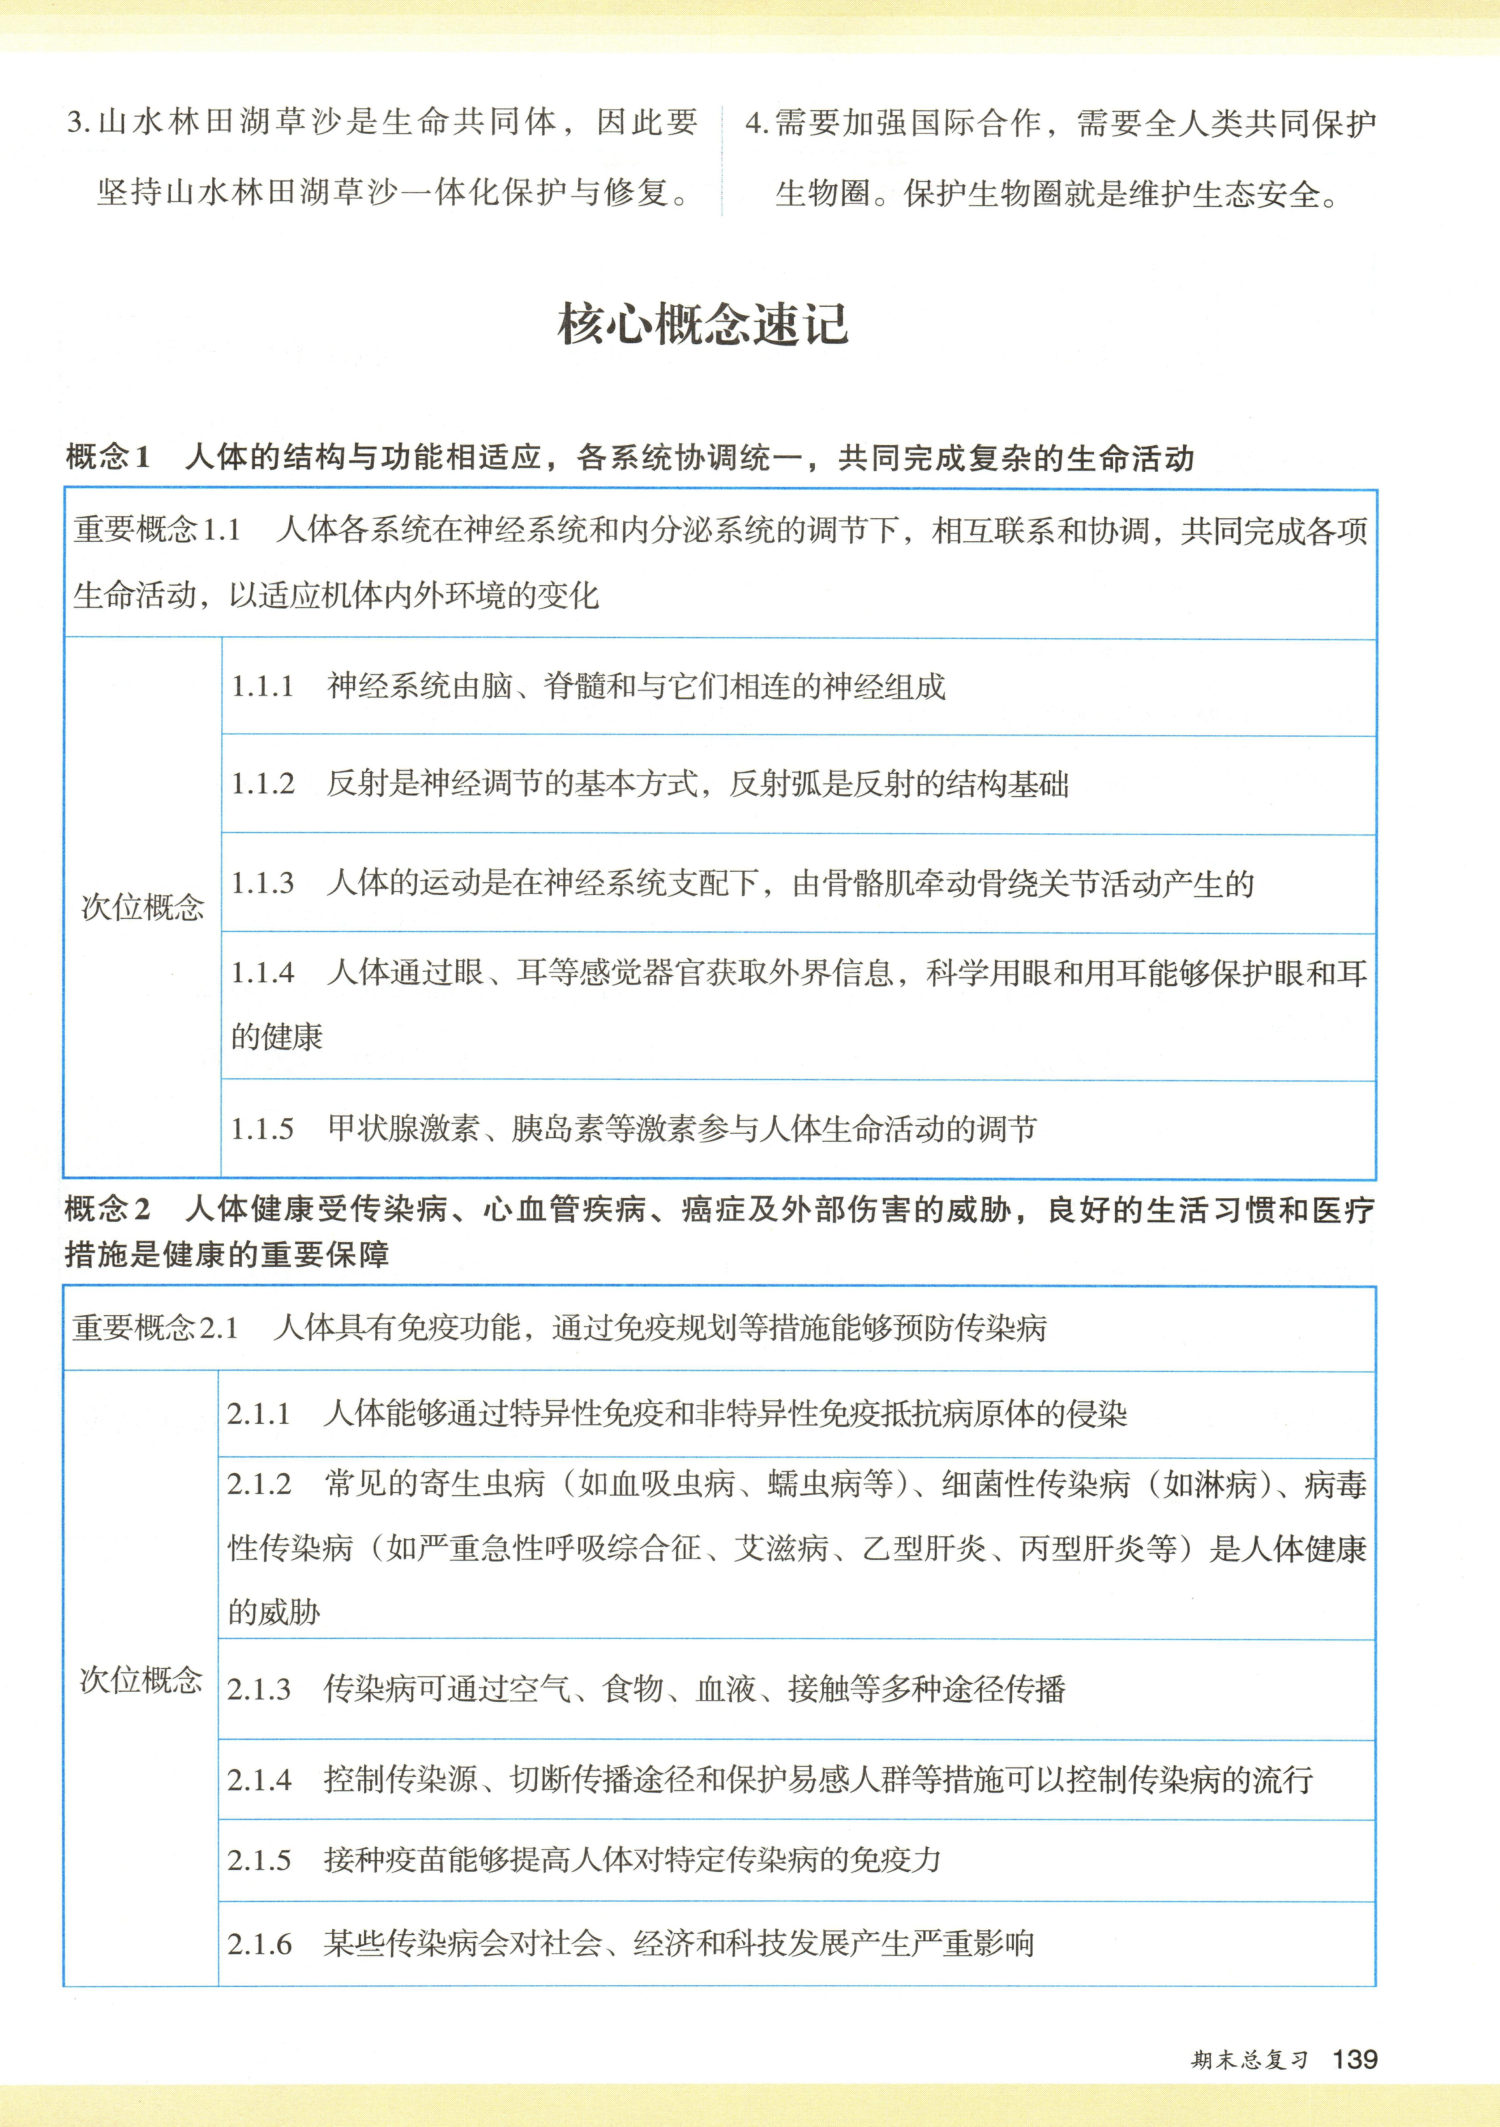 3.山水林田湖草沙是生命共同体，因此要
坚持山水林田湖草沙一体化保护与修复。
4.需要加强国际合作，需要全人类共同保护
生物圈。保护生物圈就是维护生态安全。
核心概念速记
概念1 人体的结构与功能相适应，各系统协调统一，共同完成复杂的生命活动
重要概念1.1 人体各系统在神经系统和内分泌系统的调节下，相互联系和协调，共同完成各项
生命活动，以适应机体内外环境的变化
次位概念
1.1.1 神经系统由脑、脊髓和与它们相连的神经组成
1.1.2 反射是神经调节的基本方式，反射弧是反射的结构基础
1.1.3 人体的运动是在神经系统支配下，由骨骼肌牵动骨绕关节活动产生的
1.1.4 人体通过眼、耳等感觉器官获取外界信息，科学用眼和用耳能够保护眼和耳
的健康
1.1.5 甲状腺激素、胰岛素等激素参与人体生命活动的调节
概念2 人体健康受传染病、心血管疾病、癌症及外部伤害的威胁，良好的生活习惯和医疗
措施是健康的重要保障
重要概念2.1 人体具有免疫功能，通过免疫规划等措施能够预防传染病
次位概念
2.1.1 人体能够通过特异性免疫和非特异性免疫抵抗病原体的侵染
2.1.2 常见的寄生虫病（如血吸虫病、蠕虫病等）、细菌性传染病（如淋病）、病毒
性传染病（如严重急性呼吸综合征、艾滋病、乙型肝炎、丙型肝炎等）是人体健康
的威胁
2.1.3 传染病可通过空气、食物、血液、接触等多种途径传播
2.1.4 控制传染源、切断传播途径和保护易感人群等措施可以控制传染病的流行
2.1.5 接种疫苗能够提高人体对特定传染病的免疫力
2.1.6 某些传染病会对社会、经济和科技发展产生严重影响
期末总复习 139